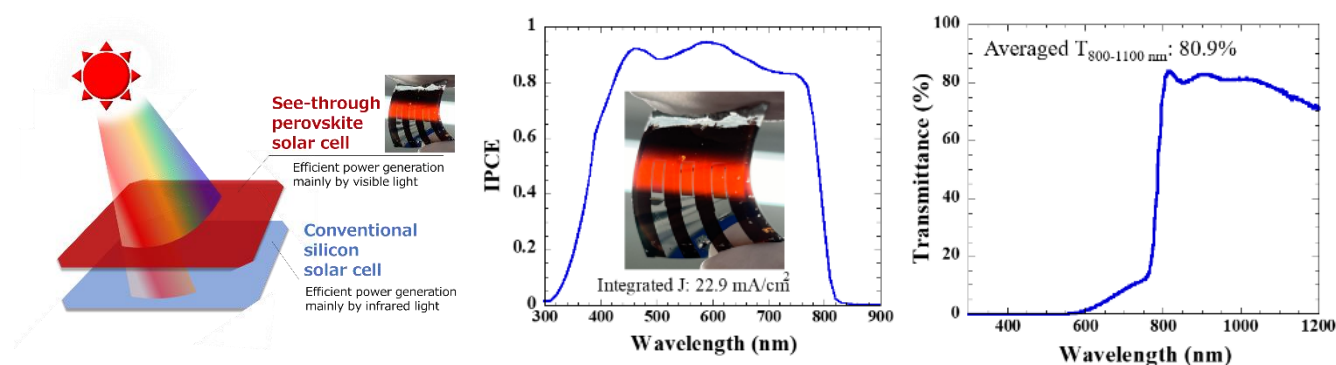 See-through
perovskite
solar cell
Efficient power generation
mainly by visible light
Conventional
silicon
solar cell
Efficient power generation
mainly by infrared light
1
0.8
0.6
0.4
0.2
0
IPCE
Integrated J: 22.9 mA/cm2
300 400 500 600 700 800 900
Wavelength (nm)
100
80
60
40
20
0
Transmittance (%)
Averaged T800-1100 nm: 80.9%
400 600 800 1000 1200
Wavelength (nm)